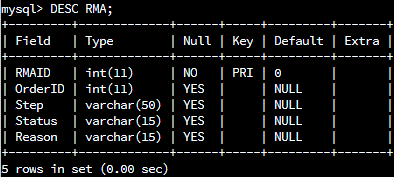 mysql> DESC RMA;
+---------+-------------+------+-----+---------+-------+
| Field | Type | Null | Key | Default | Extra |
+---------+-------------+------+-----+---------+-------+
| RMAID | int(11) | NO | PRI | 0 | |
| OrderID | int(11) | YES | | NULL | |
| Step | varchar(50) | YES | | NULL | |
| Status | varchar(15) | YES | | NULL | |
| Reason | varchar(15) | YES | | NULL | |
+---------+-------------+------+-----+---------+-------+
5 rows in set (0.00 sec)